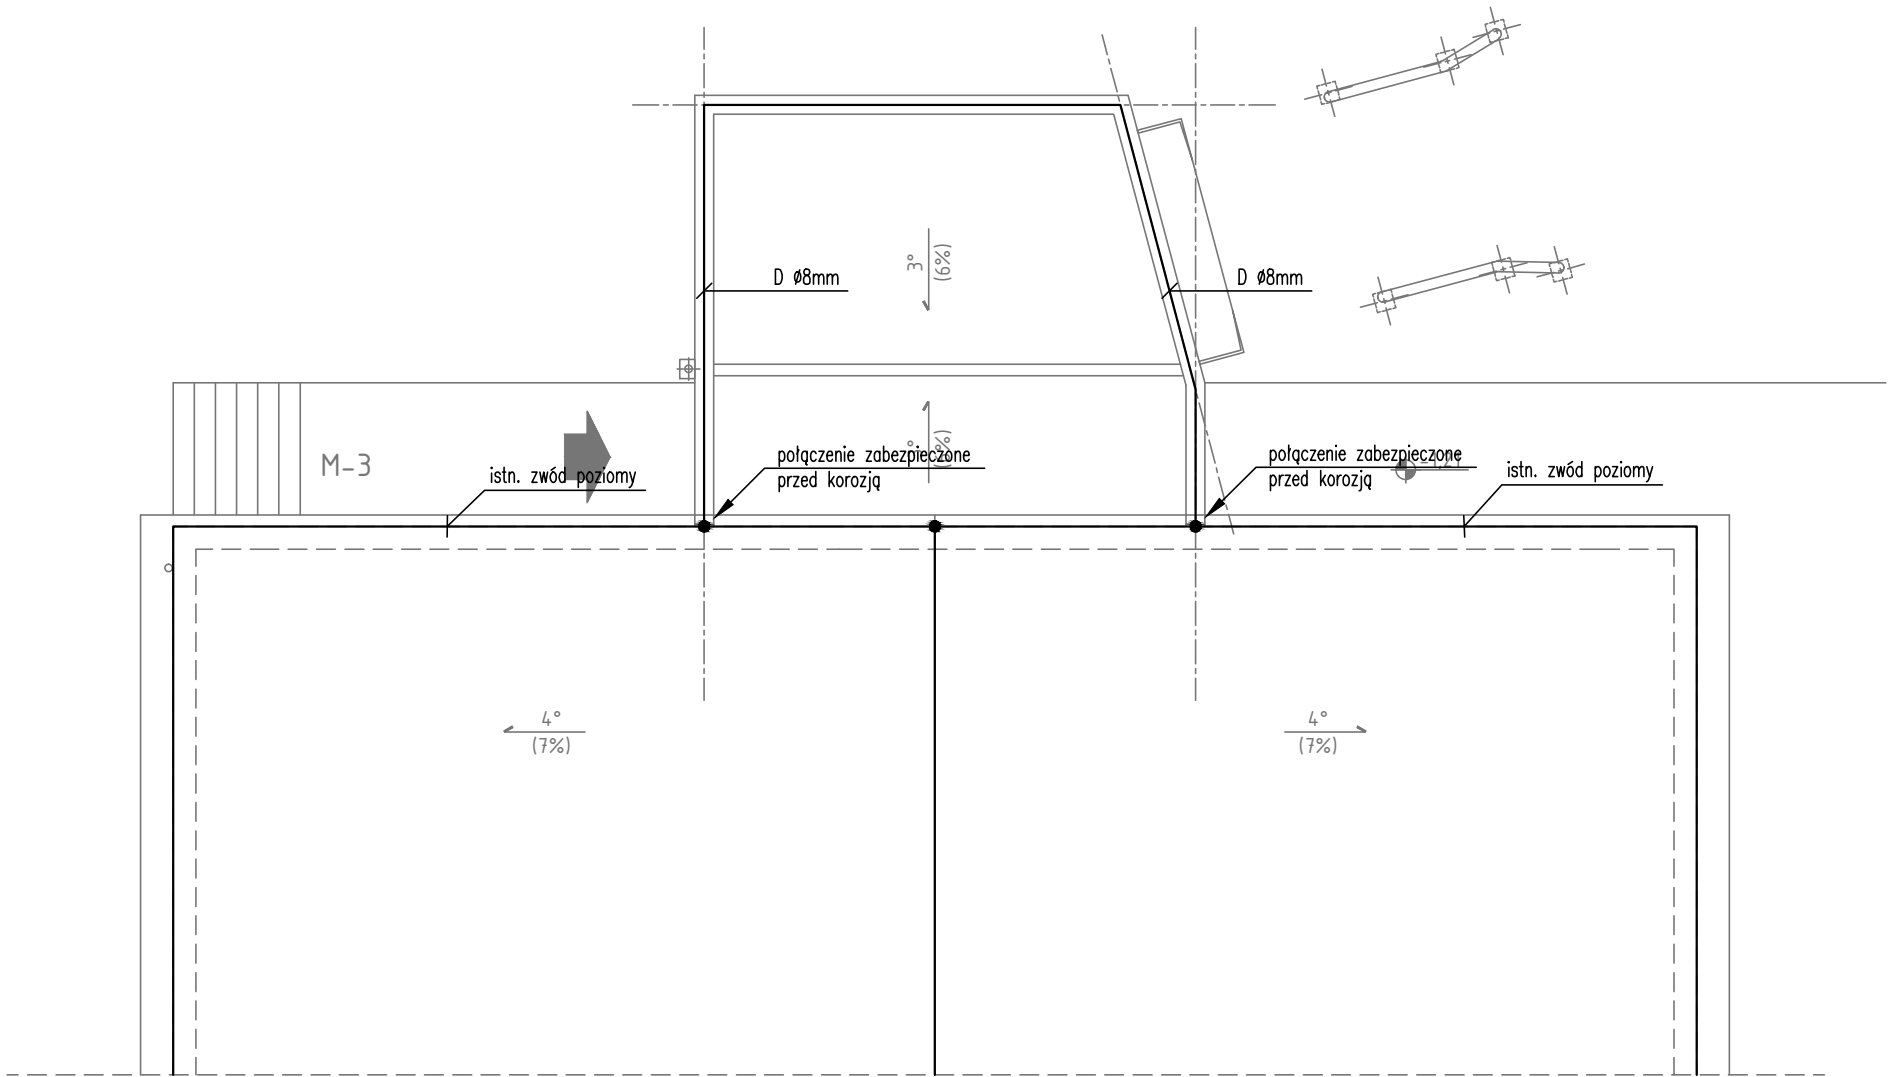 3°
(6%)
D Ø8mm
D Ø8mm
M-3
istn. zwód poziomy
połączenie zabezpieczone
przed korozją
połączenie zabezpieczone
przed korozją
istn. zwód poziomy
4°
(7%)
4°
(7%)